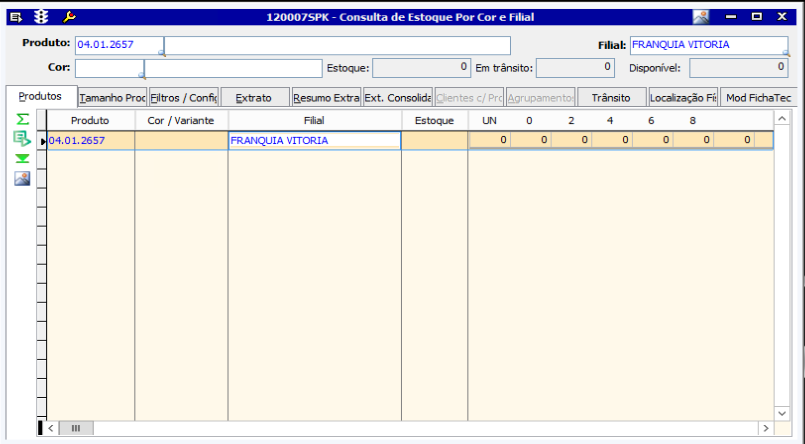 120007SPK - Consulta de Estoque Por Cor e Filial
Produto: 04.01.2657 Filial: FRANQUIA VITORIA
Cor: Estoque: 0 Em trânsito: 0 Disponível: 0
Produtos Tamanho Proc Filtros / Config Extrato Resumo Extra Ext. Consolida Clientes c/ Pro Agrupamento Trânsito Localização Fí Mod FichaTec
Produto Cor / Variante Filial Estoque UN 0 2 4 6 8
04.01.2657 FRANQUIA VITORIA 0 0 0 0 0 0 0